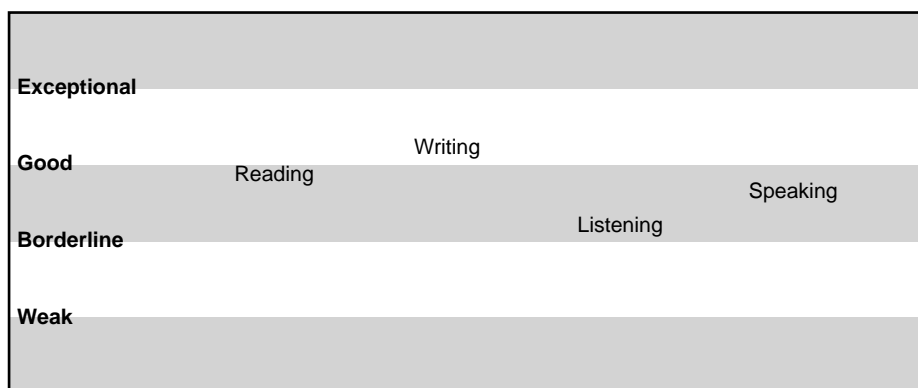 Exceptional
Writing
Good
Reading
Speaking
Listening
Borderline
Weak